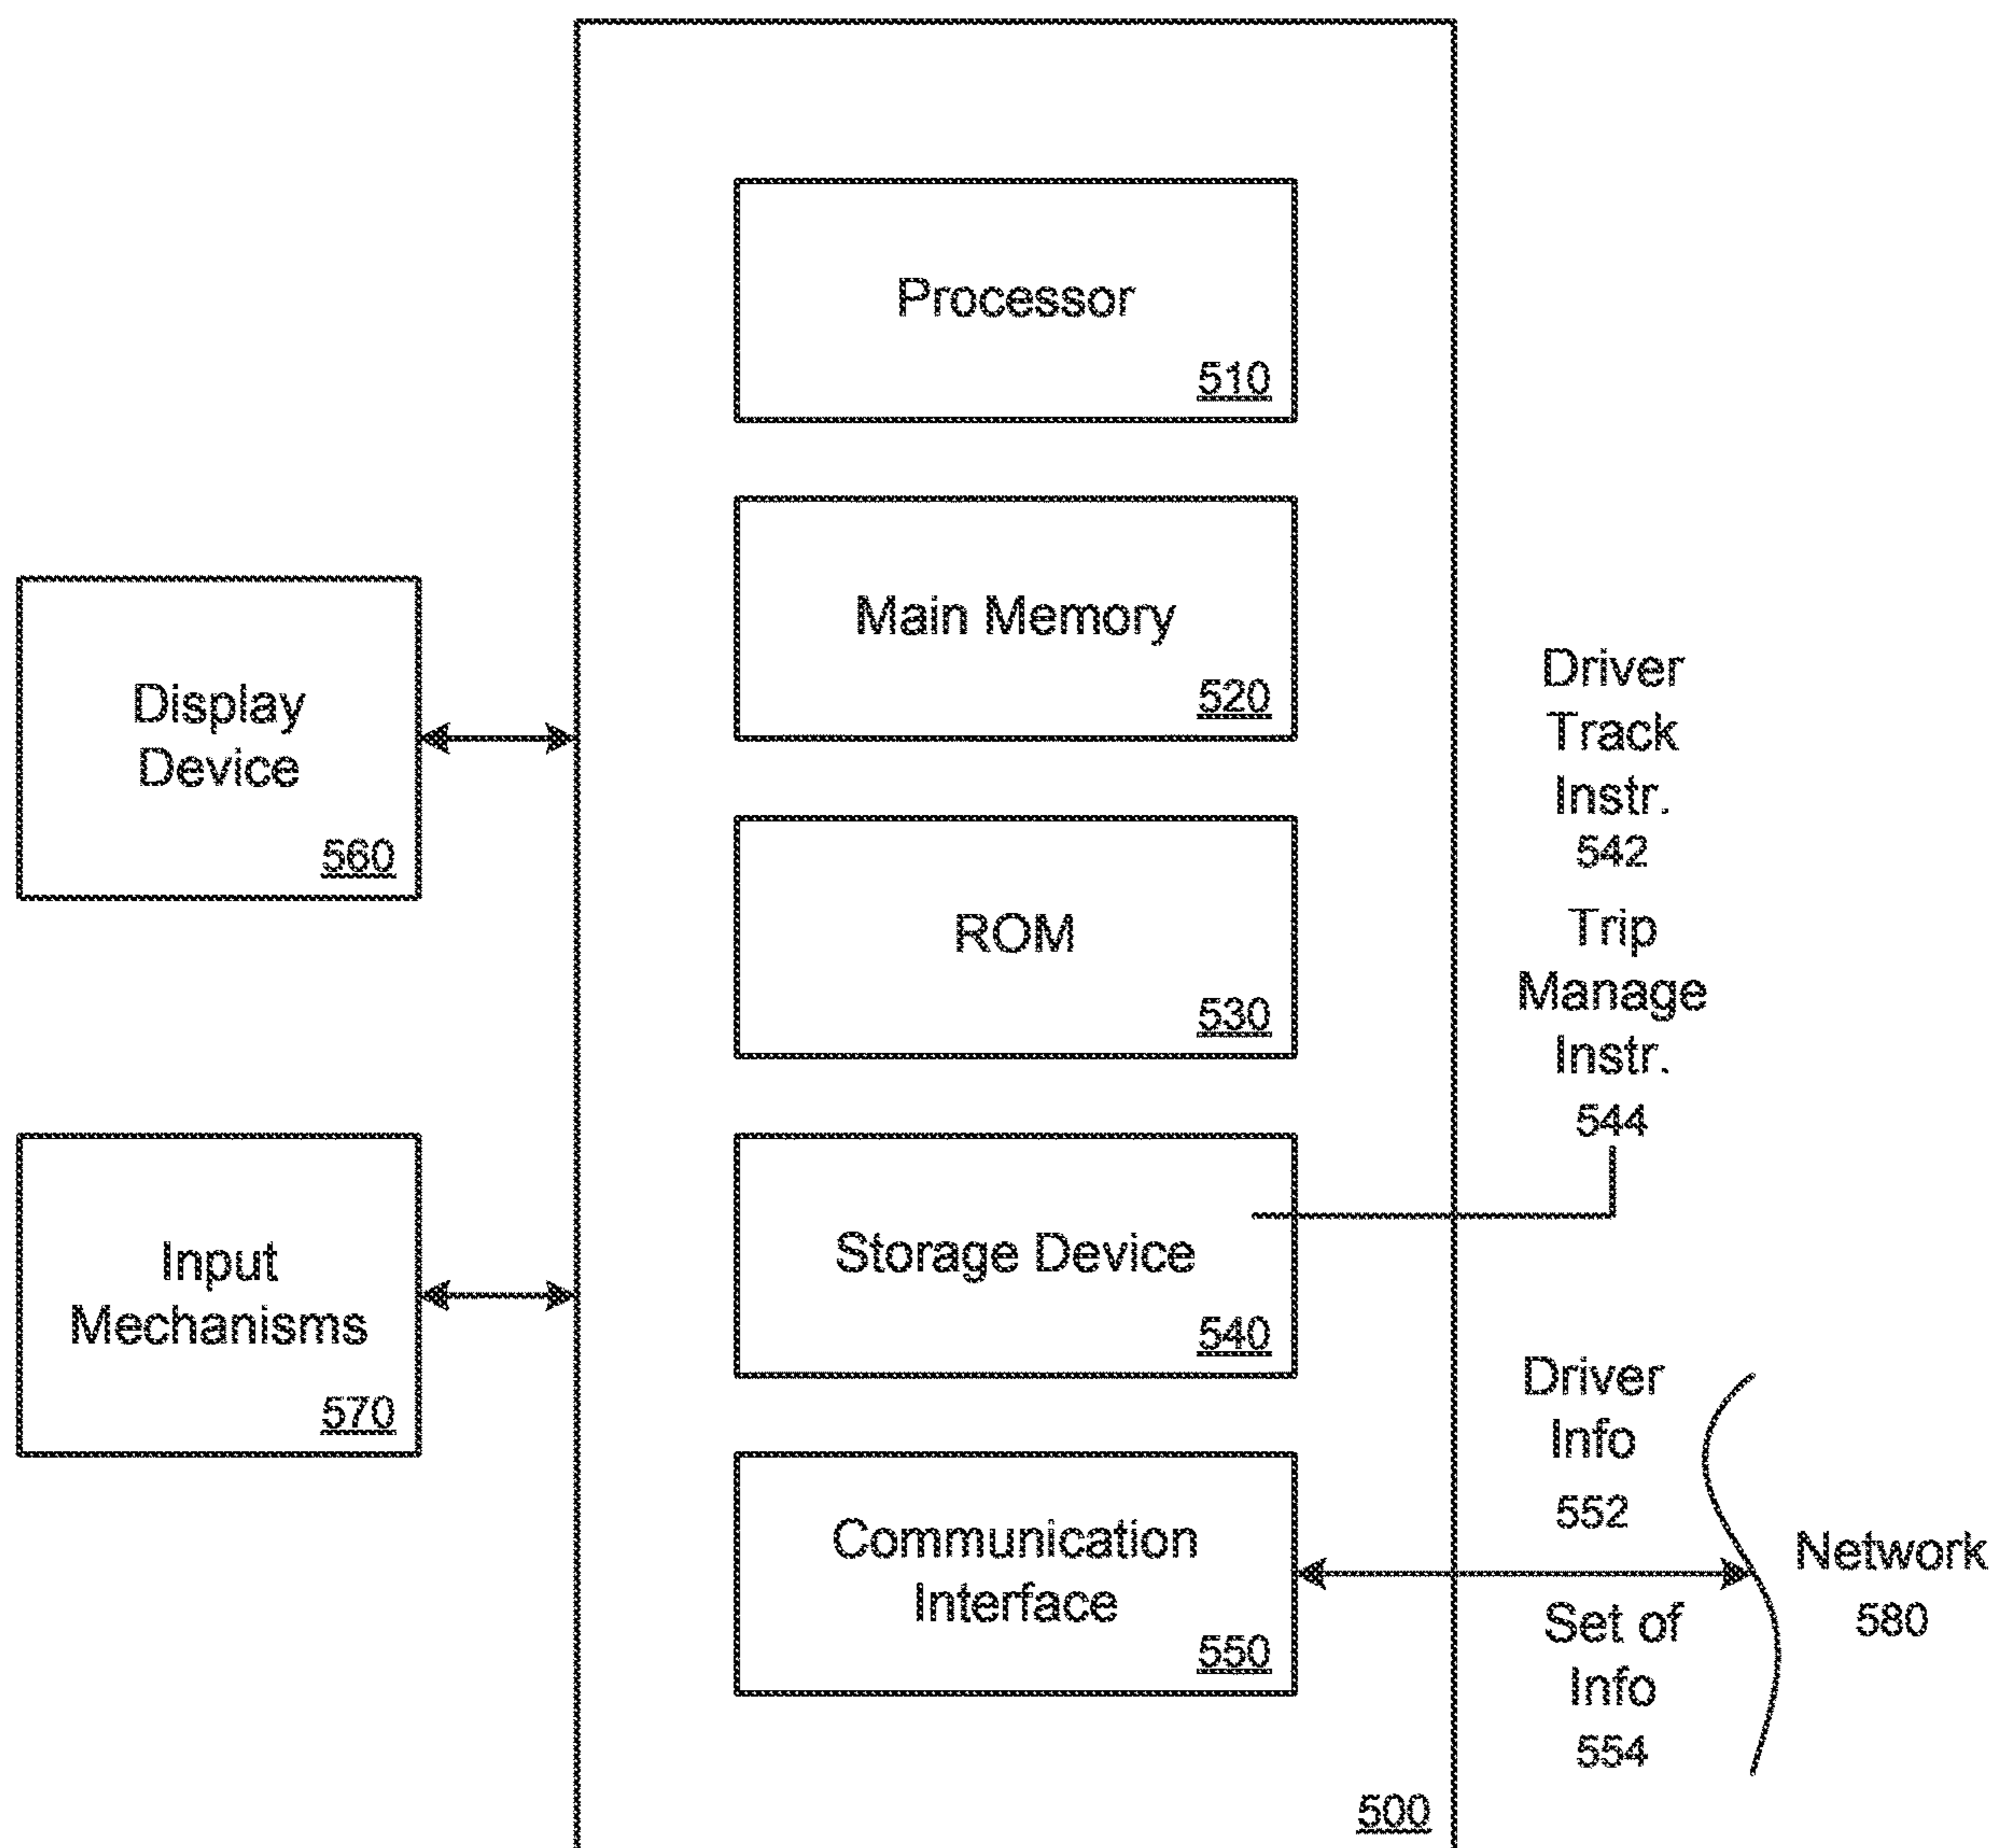 Processor
510
Main Memory
520
ROM
530
Storage Device
540
Communication
Interface
550
500
Display
Device
560
Input
Mechanisms
570
Driver
Track
Instr.
542
Trip
Manage
Instr.
544
Driver
Info
552
Set of
Info
554
Network
580